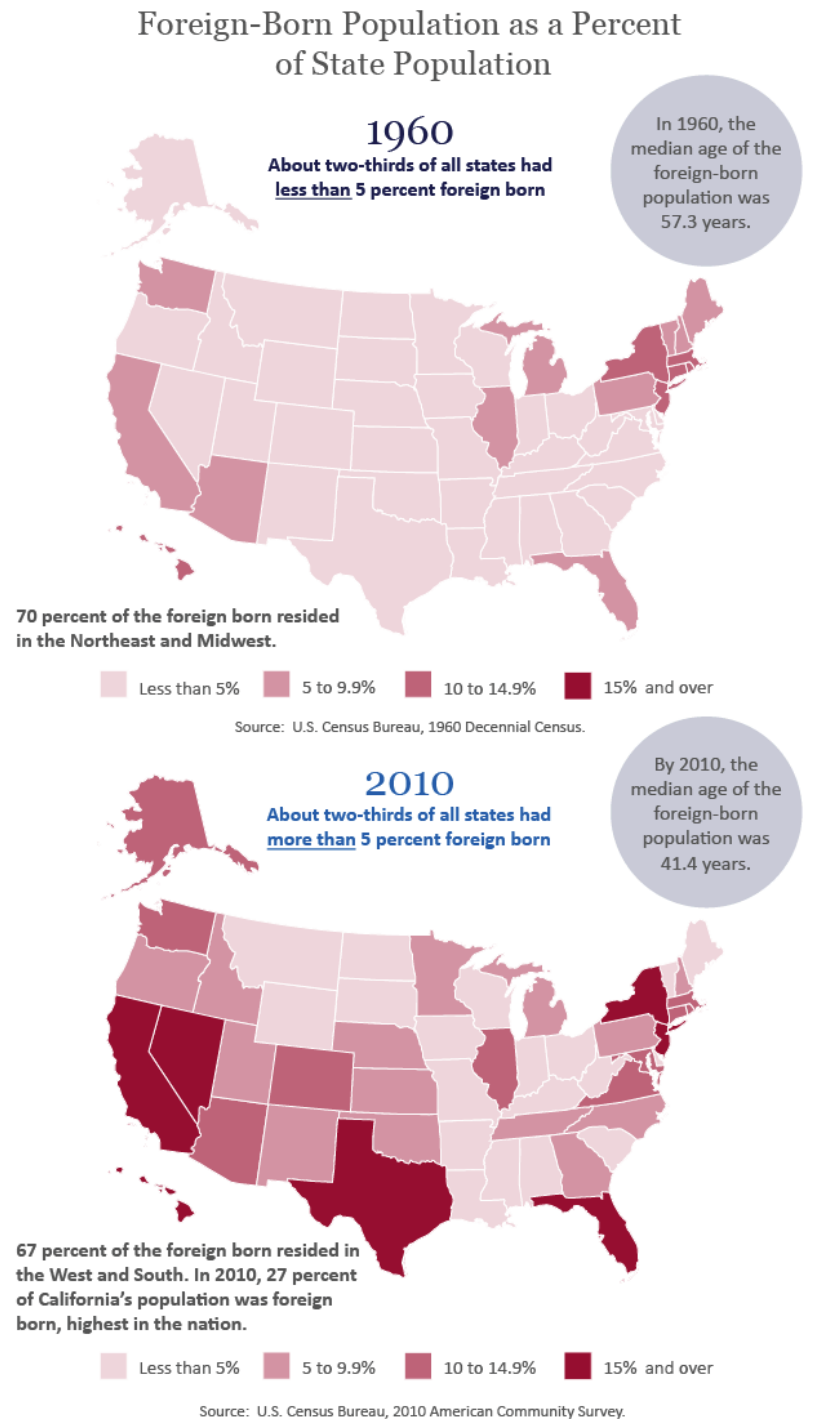 Foreign-Born Population as a Percent
of State Population
1960
About two-thirds of all states had
less than 5 percent foreign born
In 1960, the
median age of the
foreign-born
population was
57.3 years.
70 percent of the foreign born resided
in the Northeast and Midwest.
Less than 5%
5 to 9.9%
10 to 14.9%
15% and over
Source: U.S. Census Bureau, 1960 Decennial Census.
2010
About two-thirds of all states had
more than 5 percent foreign born
By 2010, the
median age of the
foreign-born
population was
41.4 years.
67 percent of the foreign born resided in
the West and South. In 2010, 27 percent
of California's population was foreign
born, highest in the nation.
Less than 5%
5 to 9.9%
10 to 14.9%
15% and over
Source: U.S. Census Bureau, 2010 American Community Survey.